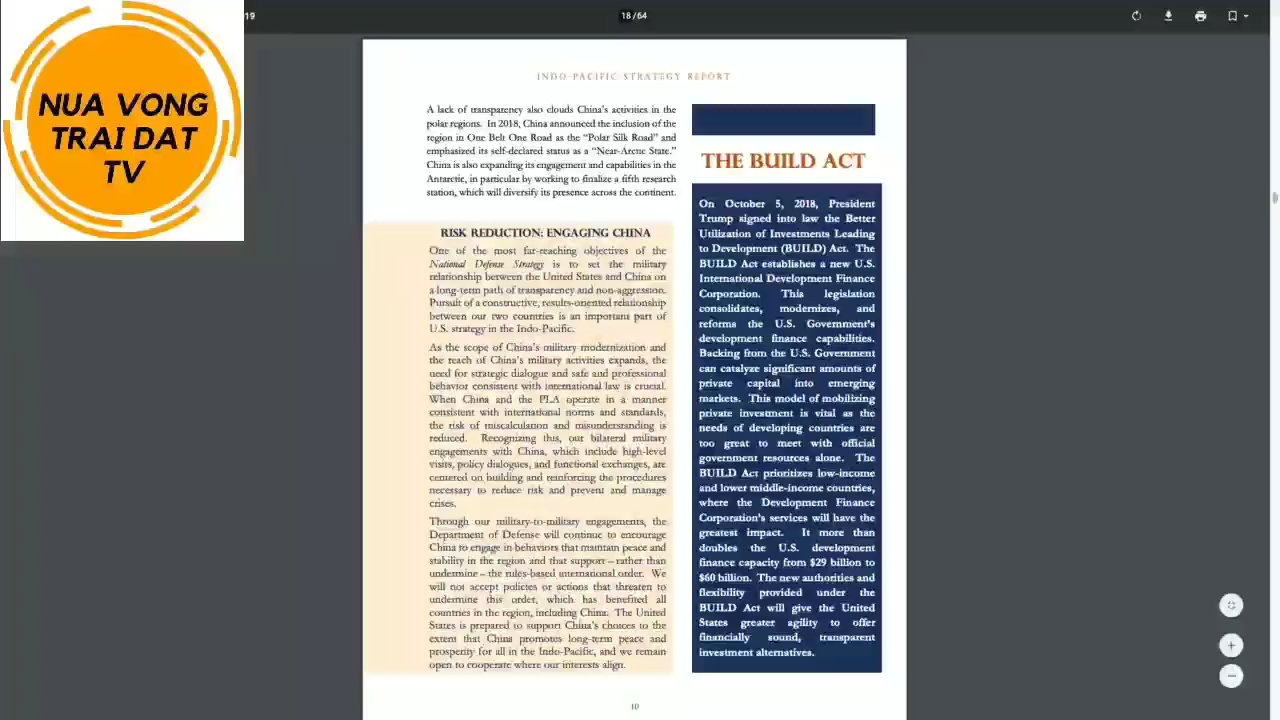 19
18 / 64
NUA VONG
TRAI DAT
TV
INDO-PACIFIC STRATEGY REPORT
A lack of transparency also clouds China's activities in the
polar regions. In 2018, China announced the inclusion of the
region in One Belt One Road as the “Polar Silk Road” and
emphasized its self-declared status as a “Near-Arctic State.”
China is also expanding its engagement and capabilities in the
Antarctic, in particular by working to finalize a fifth research
station, which will diversify its presence across the continent.
RISK REDUCTION: ENGAGING CHINA
One of the most far-reaching objectives of the
National Defense Strategy is to set the military
relationship between the United States and China on
a long-term path of transparency and non-aggression.
Pursuit of a constructive, results-oriented relationship
between our two countries is an important part of
U.S. strategy in the Indo-Pacific.
As the scope of China's military modernization and
the reach of China's military activities expands, the
need for strategic dialogue and safe and professional
behavior consistent with international law is crucial.
When China and the PLA operate in a manner
consistent with international norms and standards,
the risk of miscalculation and misunderstanding is
reduced. Recognizing this, our bilateral military
engagements with China, which include high-level
visits, policy dialogues, and functional exchanges, are
centered on building and reinforcing the procedures
necessary to reduce risk and prevent and manage
crises.
Through our military-to-military engagements, the
Department of Defense will continue to encourage
China to engage in behaviors that maintain peace and
stability in the region and that support – rather than
undermine – the rules-based international order. We
will not accept policies or actions that threaten to
undermine this order, which has benefited all
countries in the region, including China. The United
States is prepared to support China's choices to the
extent that China promotes long-term peace and
prosperity for all in the Indo-Pacific, and we remain
open to cooperate where our interests align.
THE BUILD ACT
On October 5, 2018, President
Trump signed into law the Better
Utilization of Investments Leading
to Development (BUILD) Act. The
BUILD Act establishes a new U.S.
International Development Finance
Corporation. This legislation
consolidates, modernizes, and
reforms the U.S. Government's
development finance capabilities.
Backing from the U.S. Government
can catalyze significant amounts of
private capital into emerging
markets. This model of mobilizing
private investment is vital as the
needs of developing countries are
too great to meet with official
government resources alone. The
BUILD Act prioritizes low-income
and lower middle-income countries,
where the Development Finance
Corporation's services will have the
greatest impact. It more than
doubles the U.S. development
finance capacity from $29 billion to
$60 billion. The new authorities and
flexibility provided under the
BUILD Act will give the United
States greater agility to offer
financially sound, transparent
investment alternatives.
10